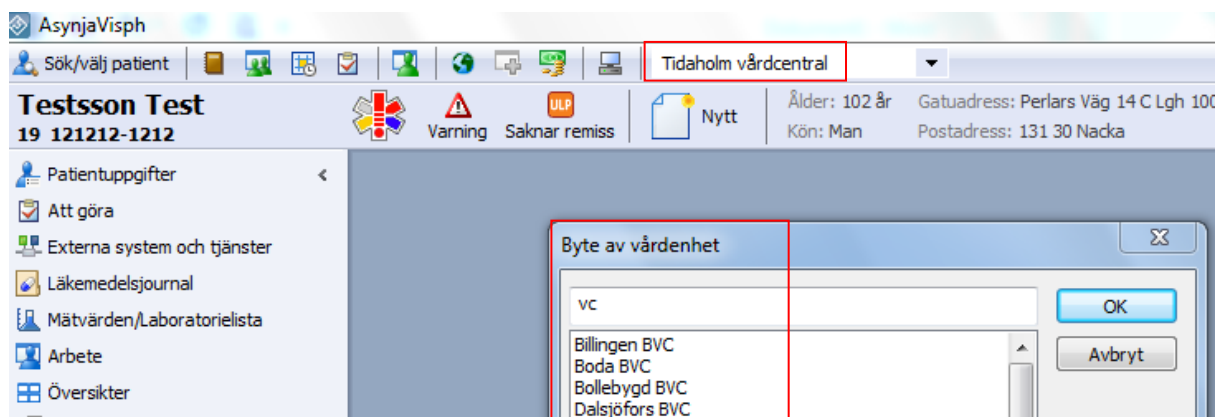 AsynjaVisph
Sök/välj patient Tidaholm vårdcentral
Testsson Test
19 121212-1212
Varning
ULP
Saknar remiss
Nytt
Ålder: 102 år Gatuadress: Perlars Väg 14 C Lgh 100
Kön: Man Postadress: 131 30 Nacka
Patientuppgifter
Att göra
Externa system och tjänster
Läkemedelsjournal
Mätvärden/Laboratorielista
Arbete
Översikter
Byte av vårdenhet
vc
OK
Avbryt
Billingen BVC
Boda BVC
Bollebygd BVC
Dalsjöfors BVC